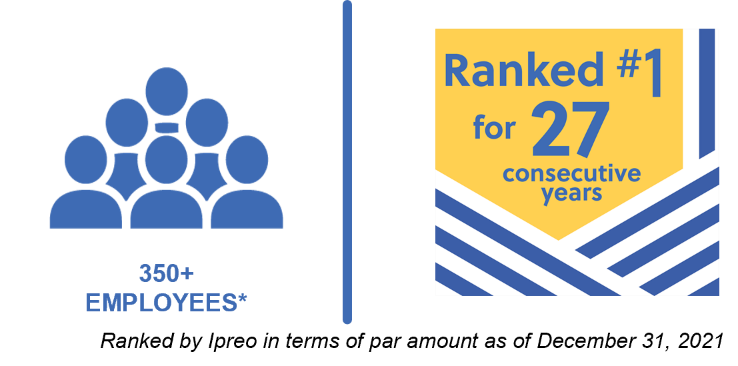 350+
EMPLOYEES*
Ranked #1
for 27
consecutive
years
Ranked by Ipreo in terms of par amount as of December 31, 2021